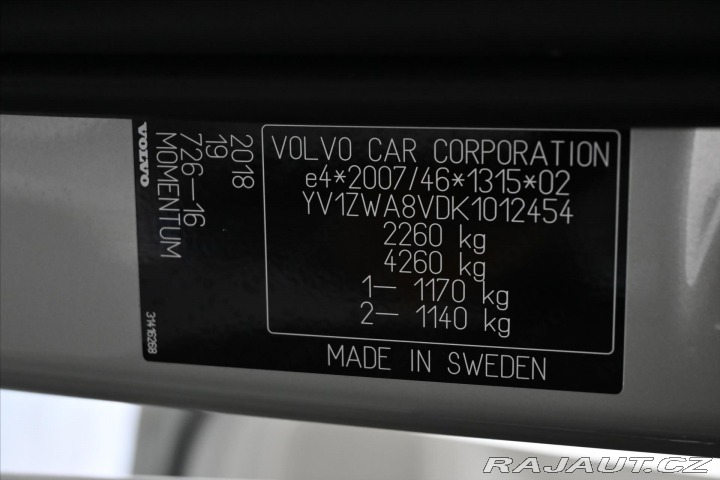 VOLVO
2018
19
726-16
MOMENTUM
31416268
VOLVO CAR CORPORATION
e4*2007/46*1315*02
YV1ZWA8VDK1012454
2260 kg
4260 kg
1– 1170 kg
2– 1140 kg
MADE IN SWEDEN
RAJAUT.CZ